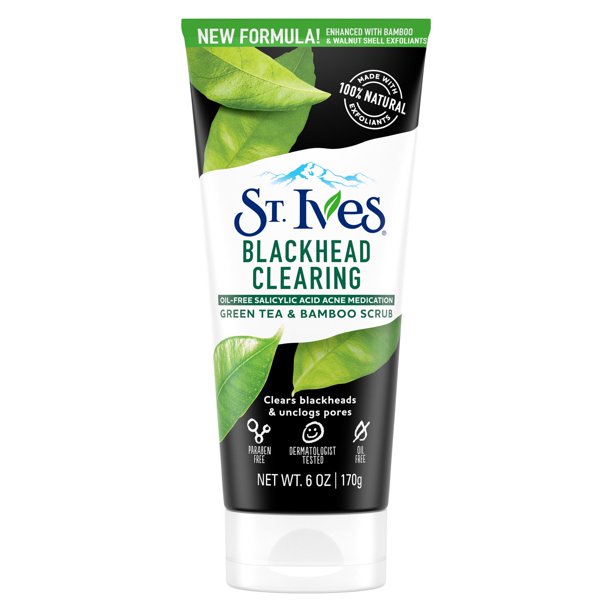 NEW FORMULA! ENHANCED WITH BAMBOO
& WALNUT SHELL EXFOLIANTS
MADE WITH
100% NATURAL
EXFOLIANTS
ST. IVES®
BLACKHEAD
CLEARING
OIL-FREE SALICYLIC ACID ACNE MEDICATION
GREEN TEA & BAMBOO SCRUB
Clears blackheads
& unclogs pores
PARABEN
FREE
DERMATOLOGIST
TESTED
OIL
FREE
NET WT. 6 OZ | 170g